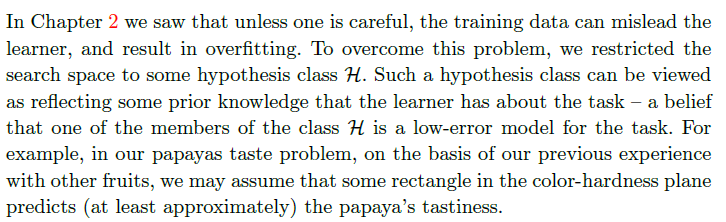 In Chapter 2 we saw that unless one is careful, the training data can mislead the
learner, and result in overfitting. To overcome this problem, we restricted the
search space to some hypothesis class ℋ. Such a hypothesis class can be viewed
as reflecting some prior knowledge that the learner has about the task – a belief
that one of the members of the class ℋ is a low-error model for the task. For
example, in our papayas taste problem, on the basis of our previous experience
with other fruits, we may assume that some rectangle in the color-hardness plane
predicts (at least approximately) the papaya's tastiness.